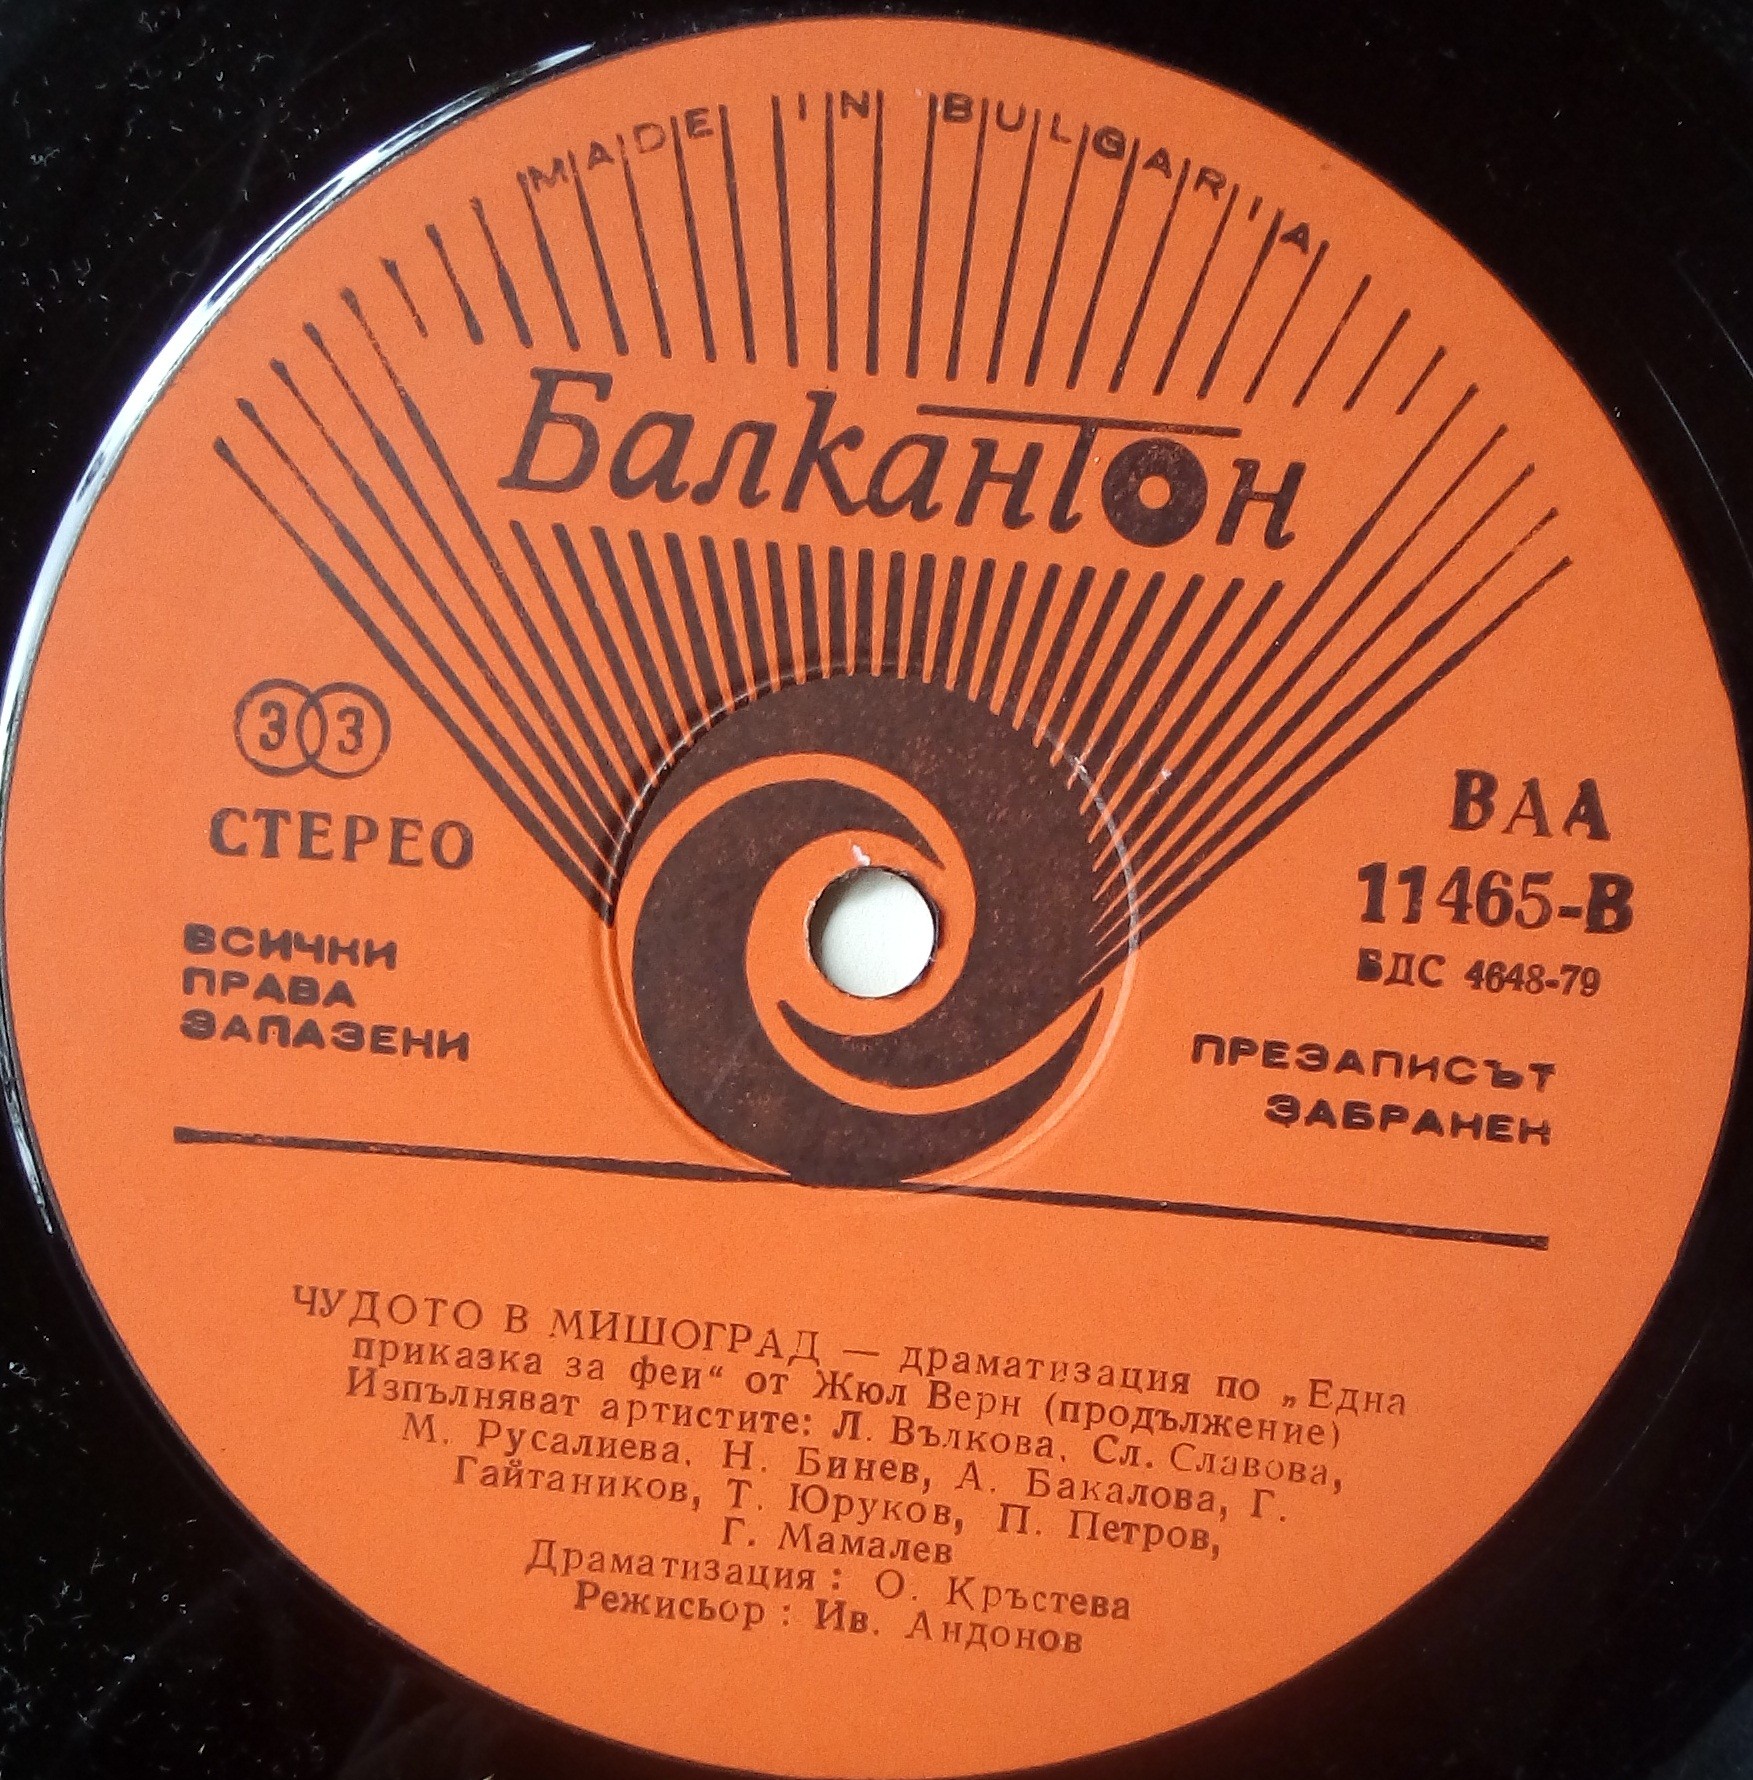 MADE IN BULGARIA
Балкантон
33
СТЕРЕО
ВСИЧКИ
ПРАВА
ЗАПАЗЕНИ
ВАА
11465-В
БДС 4648-79
ПРЕЗАПИСЪТ
ЗАБРАНЕН
ЧУДОТО В МИШОГРАД — драматизация по „Една
приказка за феи“ от Жюл Верн (продължение)
Изпълняват артистите: Л. Вълкова, Сл. Славова,
М. Русалиева, Н. Бинев, А. Бакалова, Г.
Гайтаников, Т. Юруков, П. Петров,
Г. Мамалев
Драматизация: О. Кръстева
Режисьор: Ив. Андонов